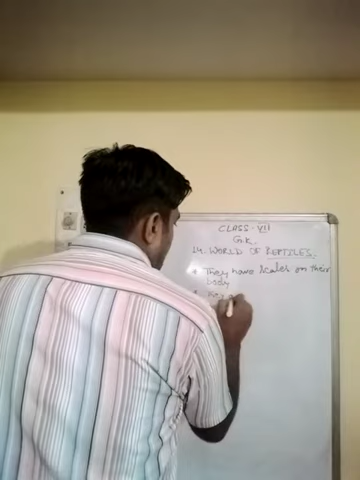 CLASS-VII
G.K.
14. WORLD OF REPTILES.
* They have Scales on their
body
*